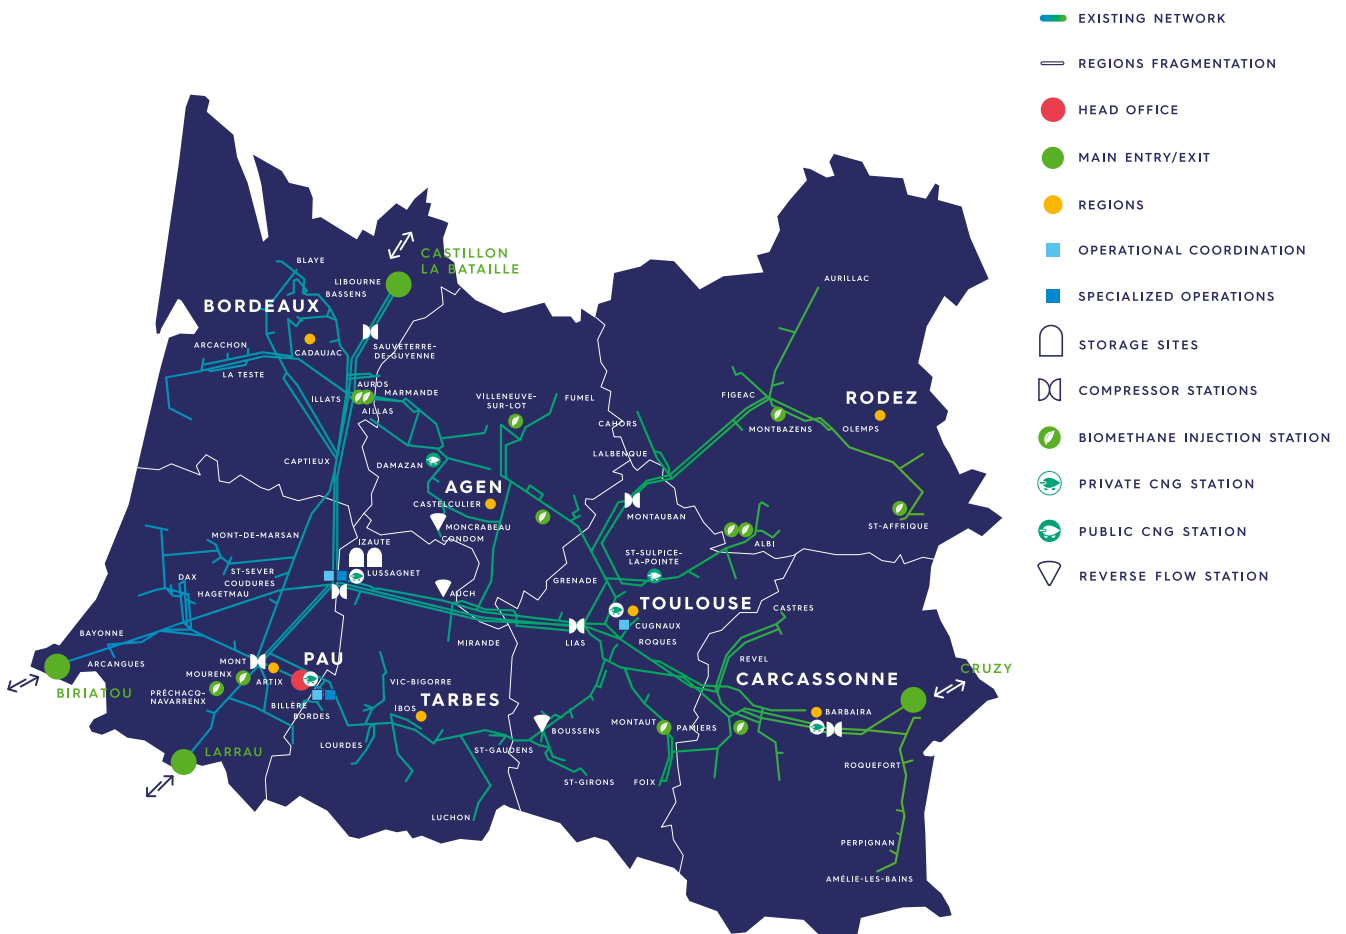 EXISTING NETWORK
REGIONS FRAGMENTATION
HEAD OFFICE
MAIN ENTRY/EXIT
REGIONS
OPERATIONAL COORDINATION
SPECIALIZED OPERATIONS
STORAGE SITES
COMPRESSOR STATIONS
BIOMETHANE INJECTION STATION
PRIVATE CNG STATION
PUBLIC CNG STATION
REVERSE FLOW STATION
CASTILLON
LA BATAILLE
BLAYE
LIBOURNE
BASSENS
BORDEAUX
AURILLAC
ARCACHON
CADAUJAC
SAUVETERRE-
DE-GUYENNE
LA TESTE
AUROS
MARMANDE
ILLATS
AILLAS
VILLENEUVE-
SUR-LOT
FUMEL
FIGEAC
RODEZ
CAHORS
MONTBAZENS
OLEMPS
LALBENQUE
CAPTIEUX
DAMAZAN
AGEN
CASTELCULIER
MONTAUBAN
MONCRABEAU
CONDOM
ST-AFFRIQUE
MONT-DE-MARSAN
IZAUTE
ALBI
ST-SULPICE-
LA-POINTE
ST-SEVER
COUDURES
LUSSAGNET
DAX
HAGETMAU
GRENADE
AUCH
TOULOUSE
CASTRES
CUGNAUX
BAYONNE
MIRANDE
LIAS
ROQUES
ARCANGUES
MONT
PAU
REVEL
CRUZY
MOURENX
ARTIX
VIC-BIGORRE
CARCASSONNE
BIRIATOU
PRÉCHACQ-
NAVARRENX
BILLÈRE
BORDES
IBOS
TARBES
BARBAIRA
MONTAUT
PAMIERS
BOUSSENS
LARRAU
LOURDES
ST-GAUDENS
ROQUEFORT
ST-GIRONS
FOIX
LUCHON
PERPIGNAN
AMÉLIE-LES-BAINS